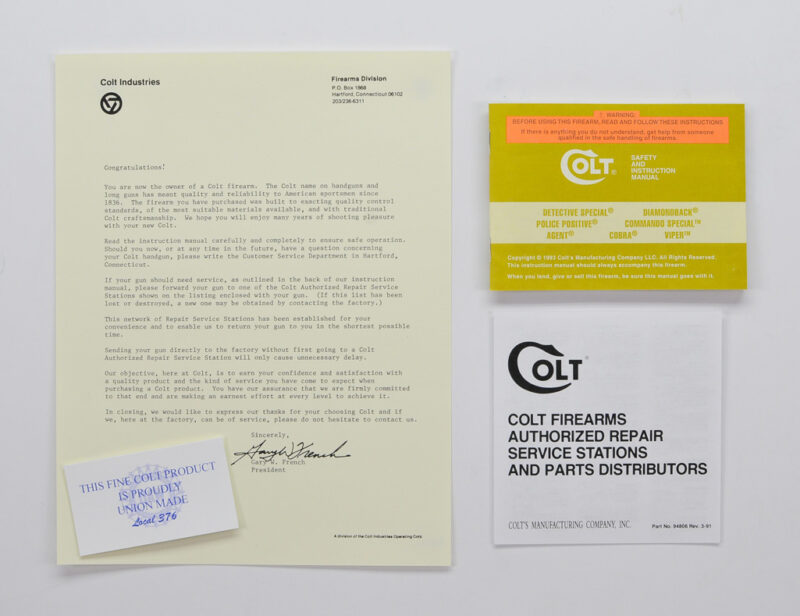 Colt Industries
Firearms Division
P.O. Box 1868
Hartford, Connecticut 06102
203/236-6311
Congratulations!
You are now the owner of a Colt firearm. The Colt name on handguns and
long guns has meant quality and reliability to American sportsmen since
1836. The firearm you have purchased was built to exacting quality control
standards, of the most suitable materials available, and with traditional
Colt craftsmanship. We hope you will enjoy many years of shooting pleasure
with your new Colt.
Read the instruction manual carefully and completely to ensure safe operation.
Should you now, or at any time in the future, have a question concerning
your Colt handgun, please write the Customer Service Department in Hartford,
Connecticut.
If your gun should need service, as outlined in the back of our instruction
manual, please forward your gun to one of the Colt Authorized Repair Service
Stations shown on the listing enclosed with your gun. (If this list has been
lost or destroyed, a new one may be obtained by contacting the factory.)
This network of Repair Service Stations has been established for your
convenience and to enable us to return your gun to you in the shortest possible
time.
Sending your gun directly to the factory without first going to a Colt
Authorized Repair Service Station will only cause unnecessary delay.
Our objective, here at Colt, is to earn your confidence and satisfaction with
a quality product and the kind of service you have come to expect when
purchasing a Colt product. You have our assurance that we are firmly committed
to that end and are making an earnest effort at every level to achieve it.
In closing, we would like to express our thanks for your choosing Colt and if
we, here at the factory, can be of service, please do not hesitate to contact us.
Sincerely,
Gary W. French
Gary W. French
President
A division of the Colt Industries Operating Corp.
THIS FINE COLT PRODUCT
IS PROUDLY
UNION MADE
Local 376
WARNING:
BEFORE USING THIS FIREARM, READ AND FOLLOW THESE INSTRUCTIONS
If there is anything you do not understand, get help from someone
qualified in the safe handling of firearms.
COLT®
SAFETY
AND
INSTRUCTION
MANUAL
DETECTIVE SPECIAL® DIAMONDBACK®
POLICE POSITIVE® COMMANDO SPECIAL™
AGENT® COBRA® VIPER™
Copyright © 1983 Colt's Manufacturing Company LLC. All Rights Reserved.
This instruction manual should always accompany this firearm.
When you lend, give or sell this firearm, be sure this manual goes with it.
COLT®
COLT FIREARMS
AUTHORIZED REPAIR
SERVICE STATIONS
AND PARTS DISTRIBUTORS
COLT'S MANUFACTURING COMPANY, INC.
Part No. 94806 Rev. 3-91